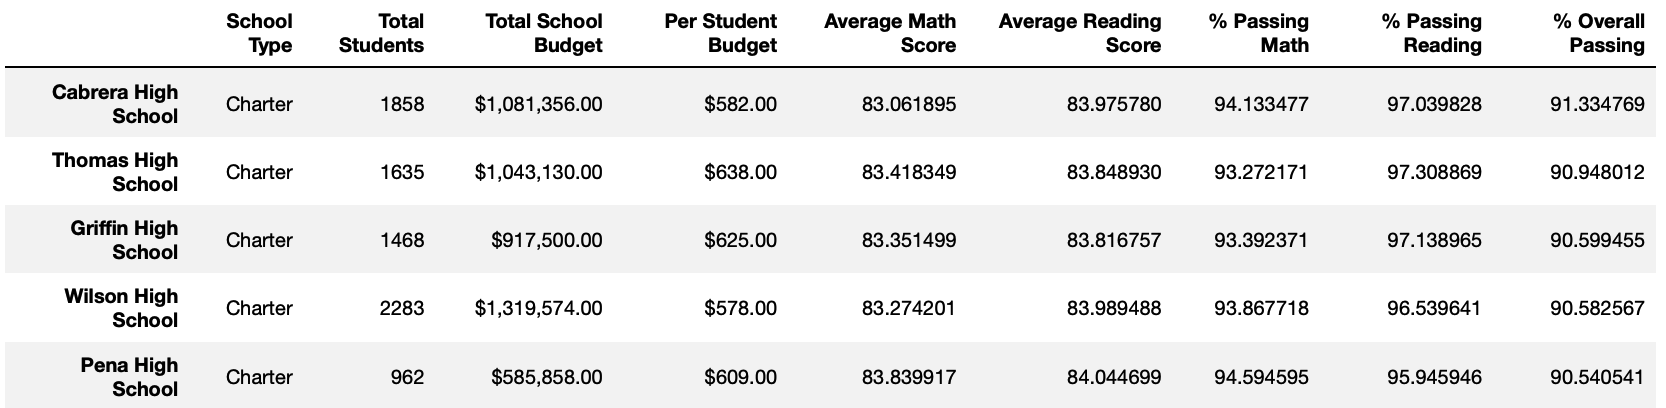 School Total Total School Per Student Average Math Average Reading % Passing % Passing % Overall
Type Students Budget Budget Score Score Math Reading Passing
Cabrera High
School Charter 1858 $1,081,356.00 $582.00 83.061895 83.975780 94.133477 97.039828 91.334769
Thomas High
School Charter 1635 $1,043,130.00 $638.00 83.418349 83.848930 93.272171 97.308869 90.948012
Griffin High
School Charter 1468 $917,500.00 $625.00 83.351499 83.816757 93.392371 97.138965 90.599455
Wilson High
School Charter 2283 $1,319,574.00 $578.00 83.274201 83.989488 93.867718 96.539641 90.582567
Pena High
School Charter 962 $585,858.00 $609.00 83.839917 84.044699 94.594595 95.945946 90.540541